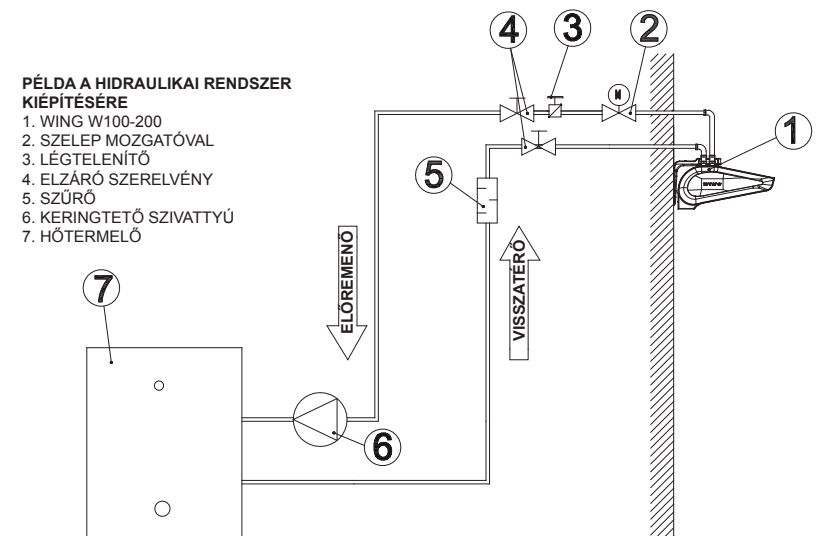 PÉLDA A HIDRAULIKAI RENDSZER
KIÉPÍTÉSÉRE
1. WING W100-200
2. SZELEP MOZGATÓVAL
3. LÉGTELENÍTŐ
4. ELZÁRÓ SZERELVÉNY
5. SZŰRŐ
6. KERINGTETŐ SZIVATTYÚ
7. HŐTERMELŐ
4
3
2
M
1
5
ELŐREMENŐ
VISSZATÉRŐ
7
6